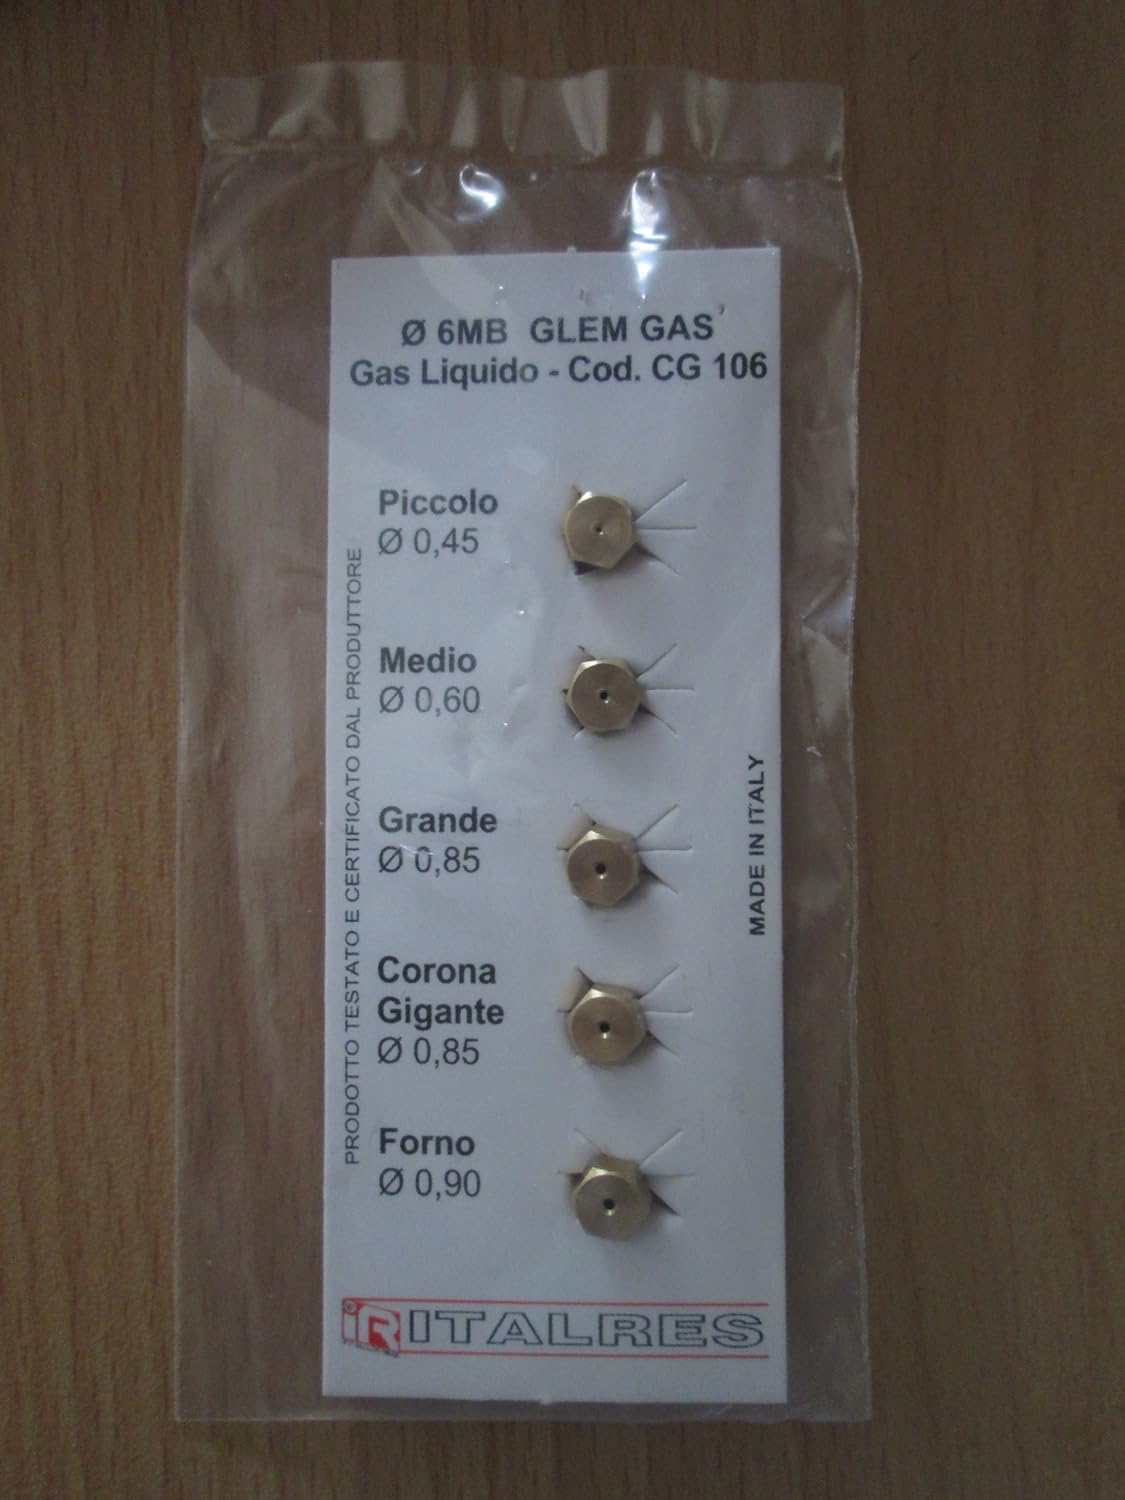 Ø 6MB GLEM GAS
Gas Liquido - Cod. CG 106
Piccolo
Ø 0,45
Medio
Ø 0,60
Grande
Ø 0,85
Corona
Gigante
Ø 0,85
Forno
Ø 0,90
PRODOTTO TESTATO E CERTIFICATO DAL PRODUTTORE
MADE IN ITALY
iR ITALRES